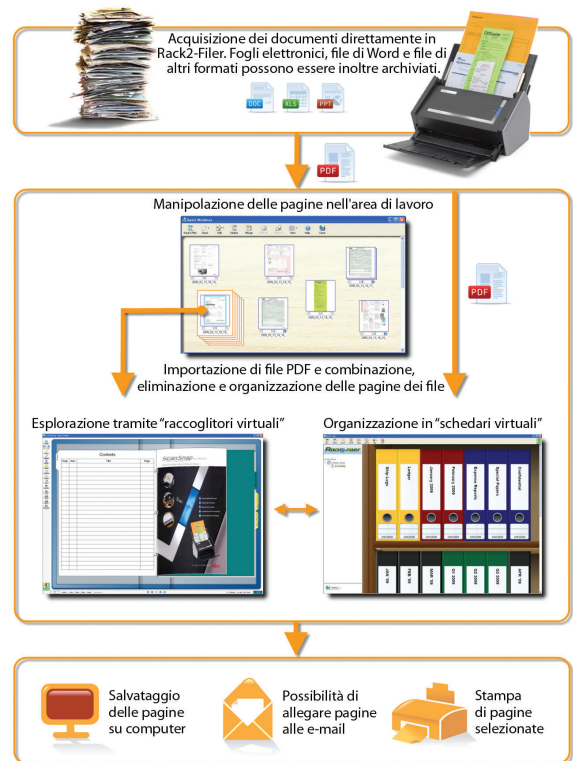 Acquisizione dei documenti direttamente in
Rack2-Filer. Fogli elettronici, file di Word e file di
altri formati possono essere inoltre archiviati.
DOC
XLS
PPT
PDF
Manipolazione delle pagine nell'area di lavoro
PDF
Importazione di file PDF e combinazione,
eliminazione e organizzazione delle pagine dei file
Esplorazione tramite “raccoglitori virtuali”
Contents
ScanSnap
Organizzazione in “schedari virtuali”
Ledger
January 2009
February 2009
Expense Reports
Special Papers
Confidential
JAN '09
FEB '09
MAR '09
Q1 2009
Q2 2009
Q3 2009
APR '09
Salvataggio
delle pagine
su computer
Possibilità di
allegare pagine
alle e-mail
Stampa
di pagine
selezionate